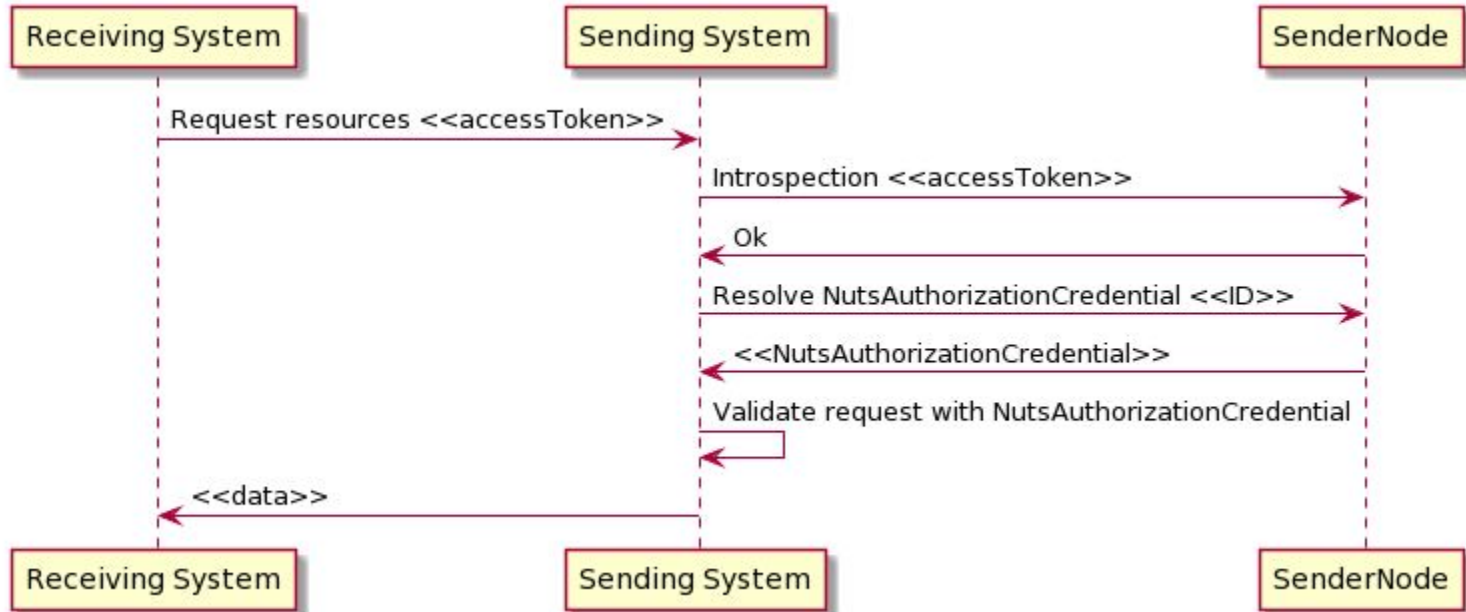 Receiving System
Sending System
SenderNode
Request resources <<accessToken>>
Introspection <<accessToken>>
Ok
Resolve NutsAuthorizationCredential <<ID>>
<<NutsAuthorizationCredential>>
Validate request with NutsAuthorizationCredential
<<data>>
Receiving System
Sending System
SenderNode